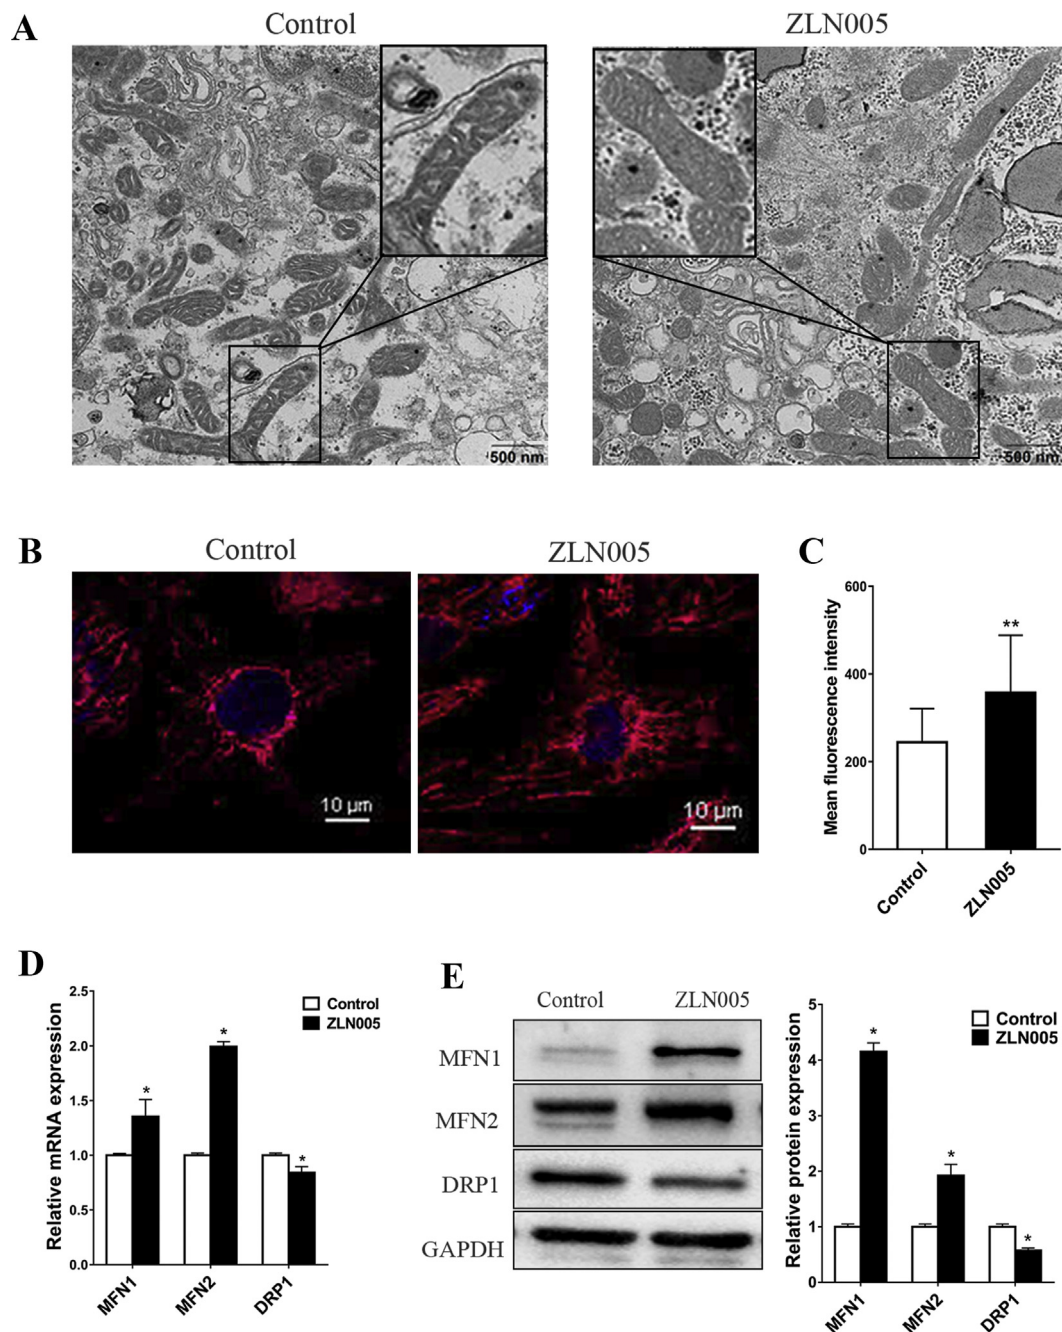 A
Control
ZLN005
500 nm
500 nm
B
Control
ZLN005
10 µm
10 µm
C
Mean fluorescence intensity
600
400
200
0
**
Control
ZLN005
D
Relative mRNA expression
2.5
2.0
1.5
1.0
0.5
0.0
Control
ZLN005
*
*
*
MFN1
MFN2
DRP1
E
Control
ZLN005
MFN1
MFN2
DRP1
GAPDH
Relative protein expression
5
4
3
2
1
0
Control
ZLN005
*
*
*
MFN1
MFN2
DRP1